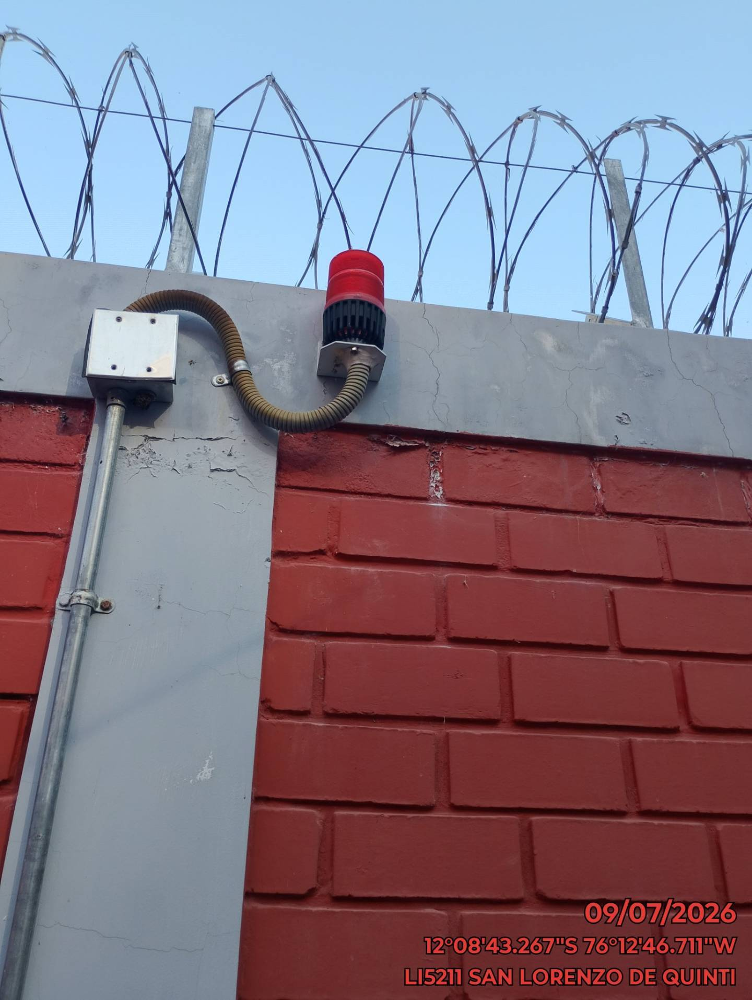 09/07/2026
12°08'43.267"S 76°12'46.711"W
LI5211 SAN LORENZO DE QUINTI